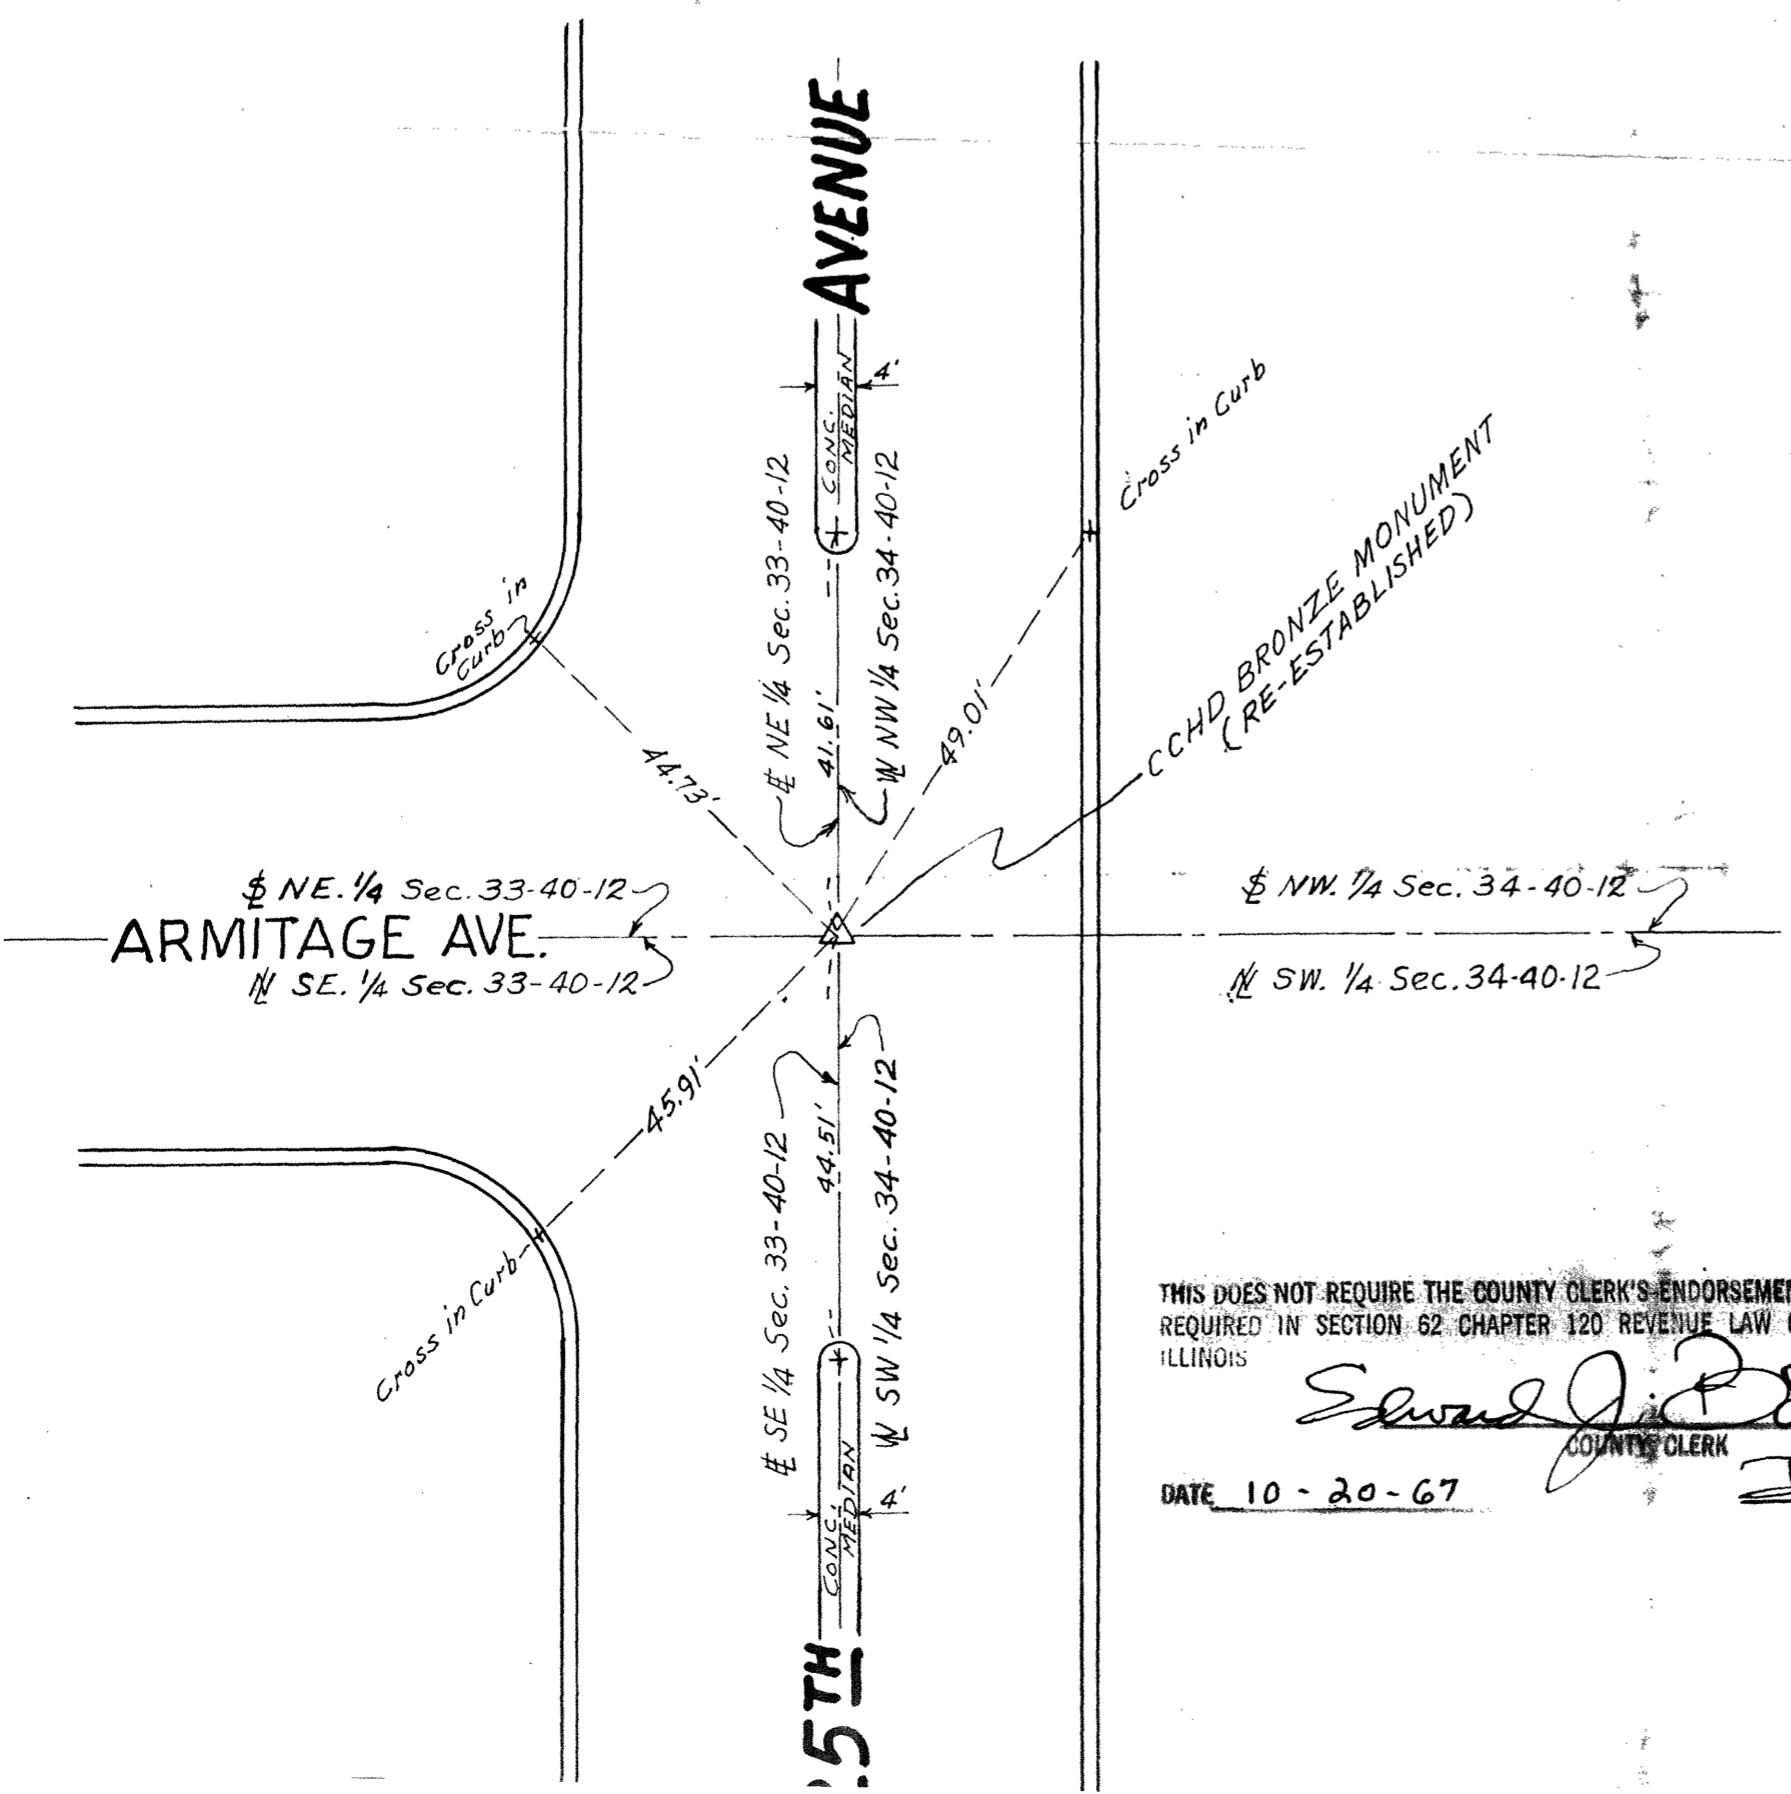 AVENUE
4'
CONC.
MEDIAN
Cross in Curb
CCHD BRONZE MONUMENT
(RE-ESTABLISHED)
Cross in
Curb
E NE 1/4 Sec. 33-40-12
41.61'
W NW 1/4 Sec. 34-40-12
49.01'
44.73'
S NE. 1/4 Sec. 33-40-12
ARMITAGE AVE.
N SE. 1/4 Sec. 33-40-12
S NW. 1/4 Sec. 34-40-12
N SW. 1/4 Sec. 34-40-12
45.91'
E SE 1/4 Sec. 33-40-12
44.51'
W SW 1/4 Sec. 34-40-12
Cross in Curb
4'
CONC.
MEDIAN
5TH
THIS DOES NOT REQUIRE THE COUNTY CLERK'S ENDORSEME
REQUIRED IN SECTION 62 CHAPTER 120 REVENUE LAW
ILLINOIS
Edward J. B
COUNTY CLERK
DATE 10-20-67